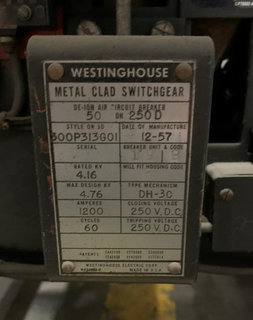 WESTINGHOUSE
METAL CLAD SWITCHGEAR
DE-ION AIR CIRCUIT BREAKER
50 DH 250 D
STYLE OR SO DATE OF MANUFACTURE
12-57
SERIAL BREAKER UNIT & CODE
RATED KV WILL FIT HOUSING CODE
4.16
MAX DESIGN KV TYPE MECHANISM
4.76 DH-30
AMPERES CLOSING VOLTAGE
1200 250 V.D.C.
CYCLES TRIPPING VOLTAGE
60 250 V.D.C.
PATENTS
WESTINGHOUSE ELECTRIC CORP.
MADE IN U.S.A.